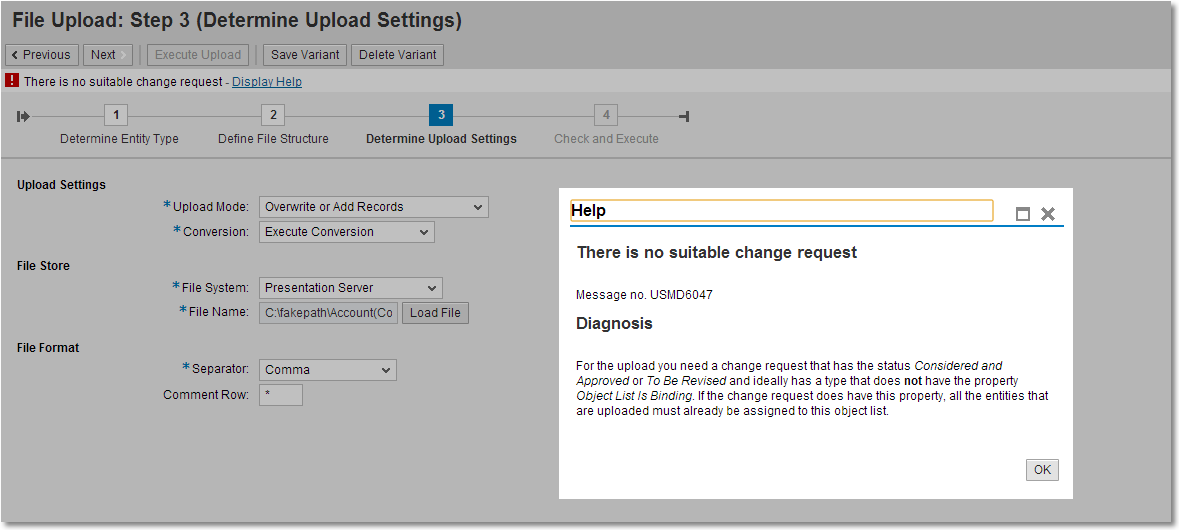 File Upload: Step 3 (Determine Upload Settings)
Previous Next Execute Upload Save Variant Delete Variant
! There is no suitable change request - Display Help
1 2 3 4
Determine Entity Type Define File Structure Determine Upload Settings Check and Execute
Upload Settings
*Upload Mode: Overwrite or Add Records
*Conversion: Execute Conversion
File Store
*File System: Presentation Server
*File Name: C:\fakepath\Account(Co Load File
File Format
*Separator: Comma
Comment Row: *
Help
There is no suitable change request
Message no. USMD6047
Diagnosis
For the upload you need a change request that has the status Considered and
Approved or To Be Revised and ideally has a type that does not have the property
Object List Is Binding. If the change request does have this property, all the entities that
are uploaded must already be assigned to this object list.
OK